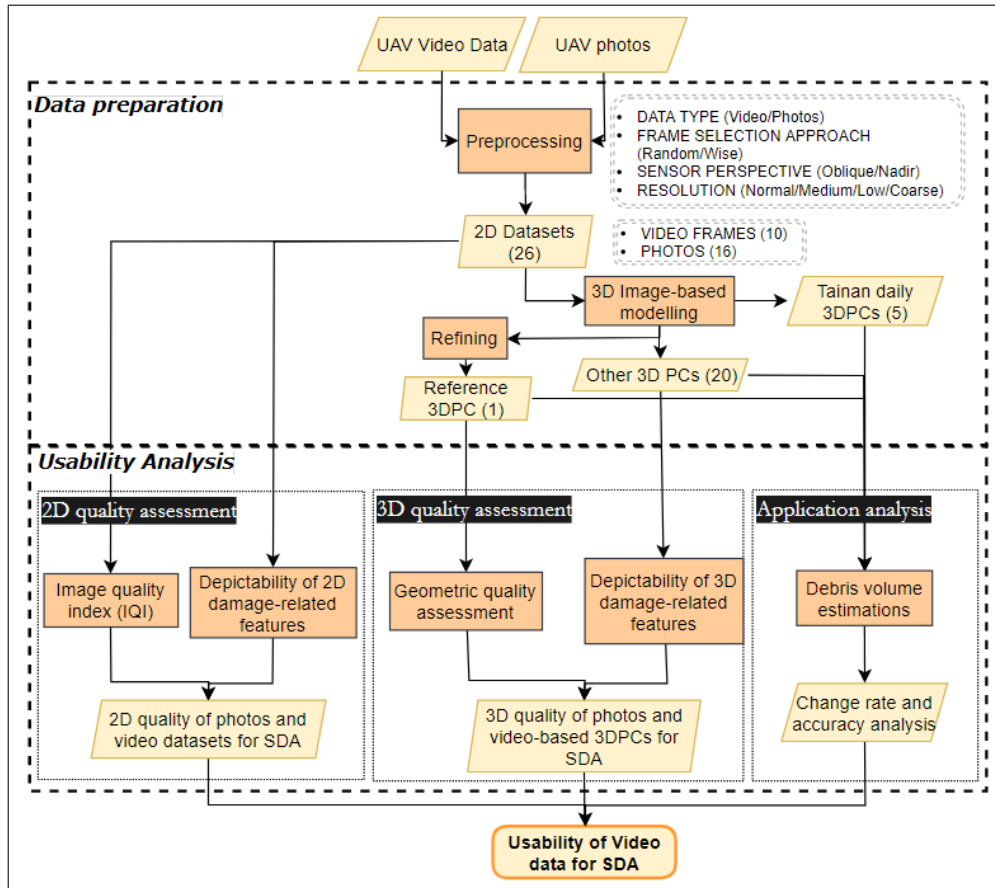 UAV Video Data
UAV photos
Data preparation
Preprocessing
• DATA TYPE (Video/Photos)
• FRAME SELECTION APPROACH
(Random/Wise)
• SENSOR PERSPECTIVE (Oblique/Nadir)
• RESOLUTION (Normal/Medium/Low/Coarse)
2D Datasets
(26)
• VIDEO FRAMES (10)
• PHOTOS (16)
3D Image-based
modelling
Tainan daily
3DPCs (5)
Refining
Reference
3DPC (1)
Other 3D PCs (20)
Usability Analysis
2D quality assessment
3D quality assessment
Application analysis
Image quality
index (IQI)
Depictability of 2D
damage-related
features
Geometric quality
assessment
Depictability of 3D
damage-related
features
Debris volume
estimations
2D quality of photos and
video datasets for SDA
3D quality of photos and
video-based 3DPCs for
SDA
Change rate and
accuracy analysis
Usability of Video
data for SDA